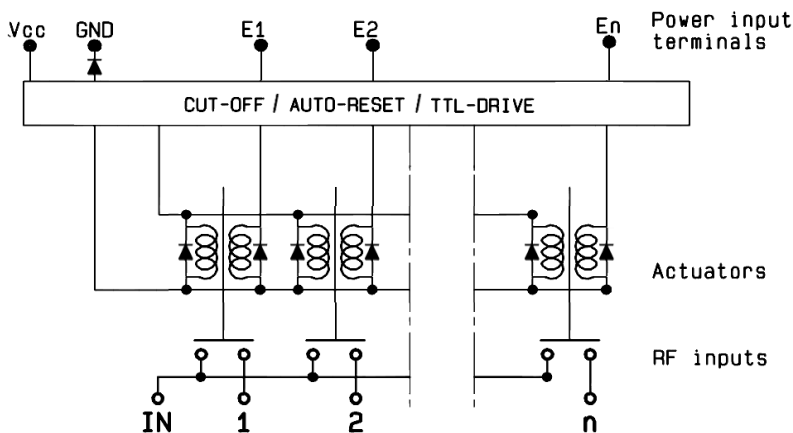 Vcc GND E1 E2 En Power input
terminals
CUT-OFF / AUTO-RESET / TTL-DRIVE
Actuators
RF inputs
IN 1 2 n